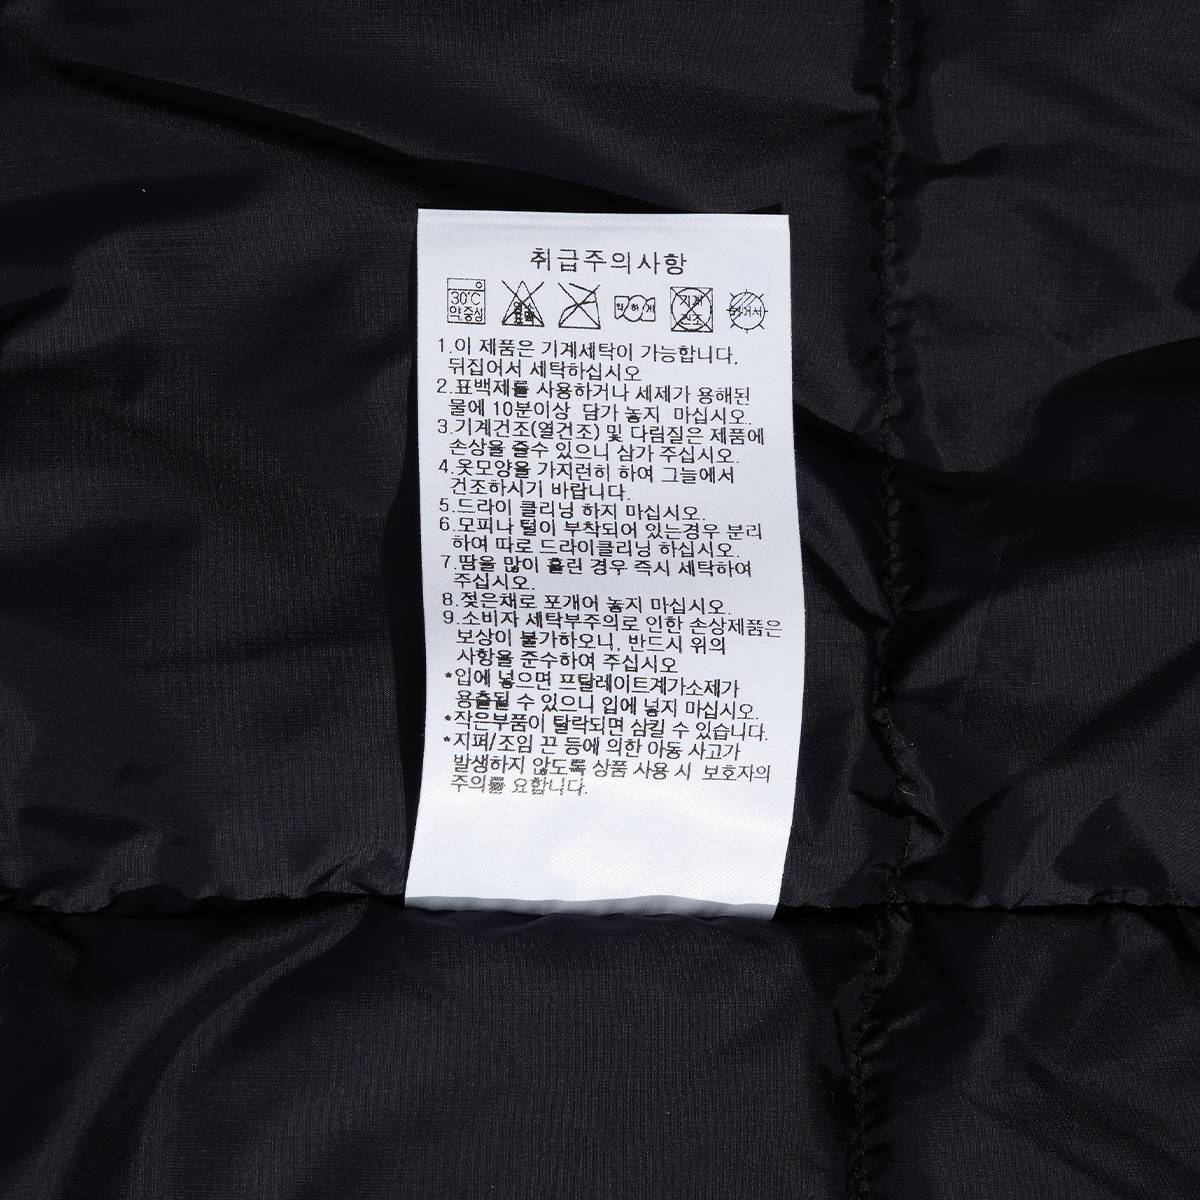 취급주의사항
30℃
약.중성
염소
표백
약하게
기계
건조
뉘어서
1.이 제품은 기계세탁이 가능합니다,
뒤집어서 세탁하십시오
2.표백제를 사용하거나 세제가 용해된
물에 10분이상 담가 놓지 마십시오.
3.기계건조(열건조) 및 다림질은 제품에
손상을 줄수 있으니 삼가 주십시오.
4.옷모양을 가지런히 하여 그늘에서
건조하시기 바랍니다.
5.드라이 클리닝 하지 마십시오.
6.모피나 털이 부착되어 있는경우 분리
하여 따로 드라이클리닝 하십시오.
7.땀을 많이 흘린 경우 즉시 세탁하여
주십시오.
8.젖은채로 포개어 놓지 마십시오.
9.소비자 세탁부주의로 인한 손상제품은
보상이 불가하오니, 반드시 위의
사항을 준수하여 주십시오
*입에 넣으면 프탈레이트계가소제가
용출될 수 있으니 입에 넣지 마십시오.
*작은부품이 탈락되면 삼킬 수 있습니다.
*지퍼/조임 끈 등에 의한 아동 사고가
발생하지 않도록 상품 사용 시 보호자의
주의를 요합니다.